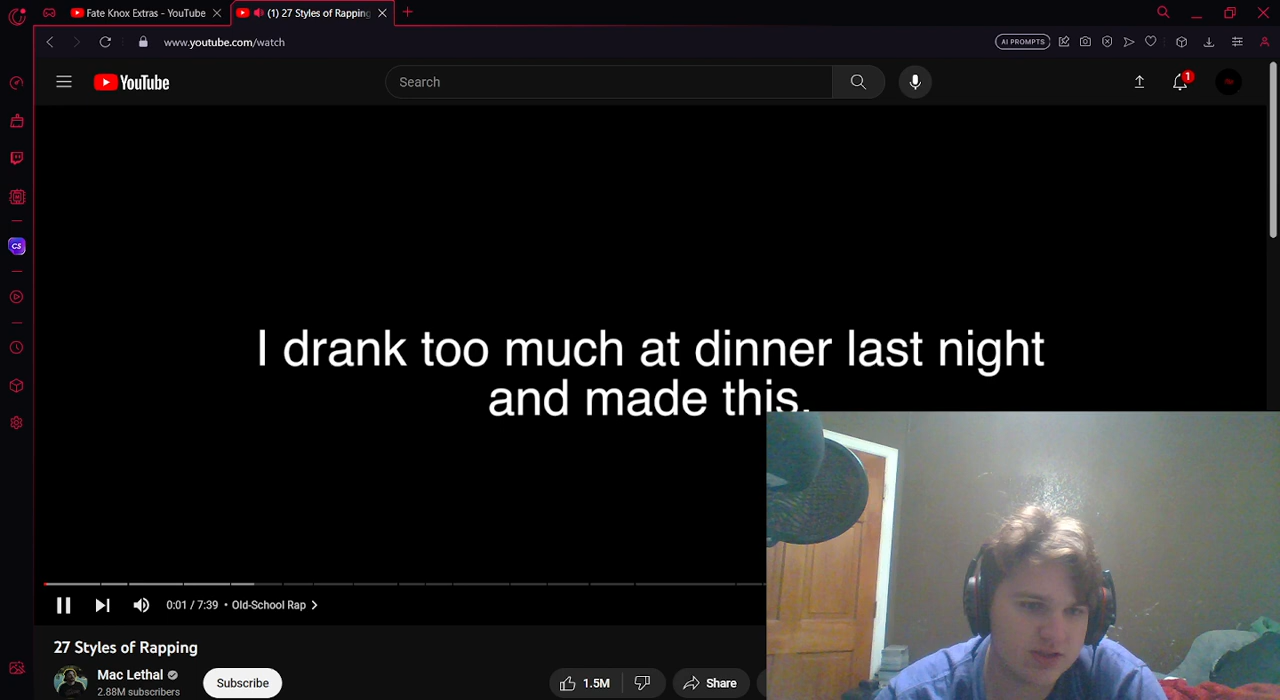 Fate Knox Extras - YouTube
(1) 27 Styles of Rapping
www.youtube.com/watch
AI PROMPTS
YouTube
Search
1
CS
I drank too much at dinner last night
and made this.
0:01 / 7:39 • Old-School Rap
27 Styles of Rapping
Mac Lethal
2.88M subscribers
Subscribe
1.5M
Share